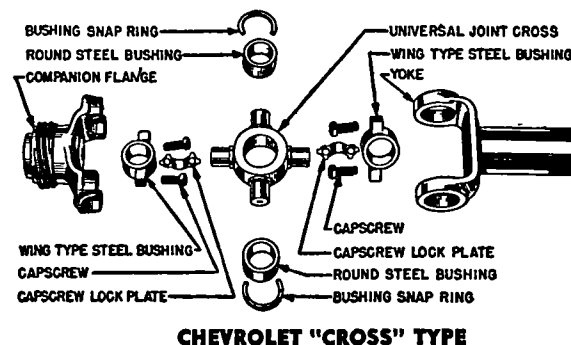 BUSHING SNAP RING
ROUND STEEL BUSHING
COMPANION FLANGE
UNIVERSAL JOINT CROSS
WING TYPE STEEL BUSHING
YOKE
WING TYPE STEEL BUSHING
CAPSCREW
CAPSCREW LOCK PLATE
CAPSCREW
CAPSCREW LOCK PLATE
ROUND STEEL BUSHING
BUSHING SNAP RING
CHEVROLET "CROSS" TYPE